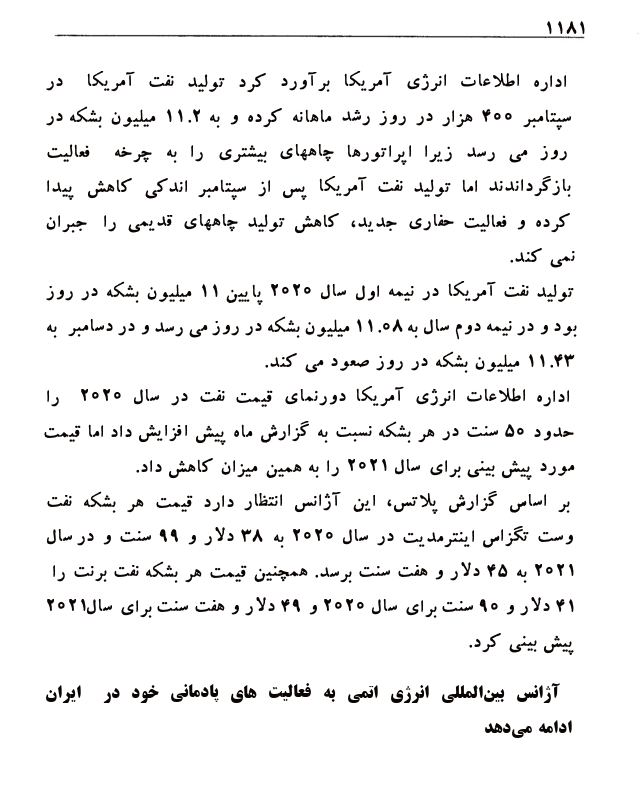 ۱۱۸۱
اداره اطلاعات انرژی آمریکا برآورد کرد تولید نفت آمریکا در
سپتامبر ۴۰۰ هزار در روز رشد ماهانه کرده و به ۱۱.۲ میلیون بشکه در
روز می رسد زیرا اپراتورها چاههای بیشتری را به چرخه فعالیت
بازگرداندند اما تولید نفت آمریکا پس از سپتامبر اندکی کاهش پیدا
کرده و فعالیت حفاری جدید، کاهش تولید چاههای قدیمی را جبران
نمی کند.
تولید نفت آمریکا در نیمه اول سال ۲۰۲۰ پایین ۱۱ میلیون بشکه در روز
بود و در نیمه دوم سال به ۱۱.۰۸ میلیون بشکه در روز می رسد و در دسامبر به
۱۱.۴۳ میلیون بشکه در روز صعود می کند.
اداره اطلاعات انرژی آمریکا دورنمای قیمت نفت در سال ۲۰۲۰ را
حدود ۵۰ سنت در هر بشکه نسبت به گزارش ماه پیش افزایش داد اما قیمت
مورد پیش بینی برای سال ۲۰۲۱ را به همین میزان کاهش داد.
بر اساس گزارش پلاتس، این آژانس انتظار دارد قیمت هر بشکه نفت
وست تگزاس اینترمدیت در سال ۲۰۲۰ به ۳۸ دلار و ۹۹ سنت و در سال
۲۰۲۱ به ۴۵ دلار و هفت سنت برسد. همچنین قیمت هر بشکه نفت برنت را
۴۱ دلار و ۹۰ سنت برای سال ۲۰۲۰ و ۴۹ دلار و هفت سنت برای سال۲۰۲۱
پیش بینی کرد.
آژانس بین‌المللی انرژی اتمی به فعالیت های پادمانی خود در ایران
ادامه می‌دهد